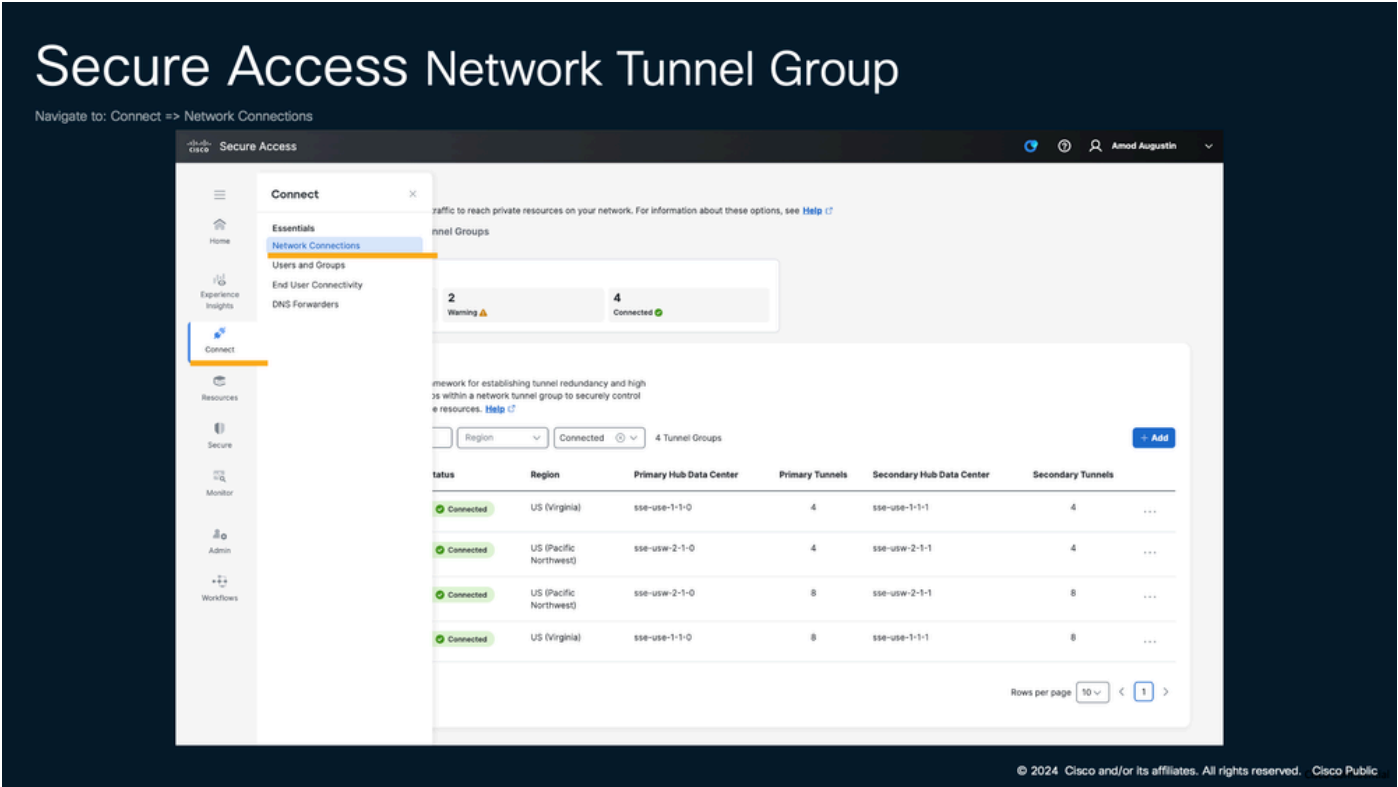 Secure Access Network Tunnel Group
Navigate to: Connect => Network Connections
cisco Secure Access
Amod Augustin
Home
Experience
Insights
Connect
Resources
Secure
Monitor
Admin
Workflows
Connect
Essentials
Network Connections
Users and Groups
End User Connectivity
DNS Forwarders
traffic to reach private resources on your network. For information about these options, see Help
nnel Groups
2
Warning
4
Connected
mework for establishing tunnel redundancy and high
ps within a network tunnel group to securely control
e resources. Help
Region Connected 4 Tunnel Groups + Add
tatus Region Primary Hub Data Center Primary Tunnels Secondary Hub Data Center Secondary Tunnels
Connected US (Virginia) sse-use-1-1-0 4 sse-use-1-1-1 4 ...
Connected US (Pacific sse-usw-2-1-0 4 sse-usw-2-1-1 4 ...
Northwest)
Connected US (Pacific sse-usw-2-1-0 8 sse-usw-2-1-1 8 ...
Northwest)
Connected US (Virginia) sse-use-1-1-0 8 sse-use-1-1-1 8 ...
Rows per page 10 < 1 >
© 2024 Cisco and/or its affiliates. All rights reserved. Cisco Public